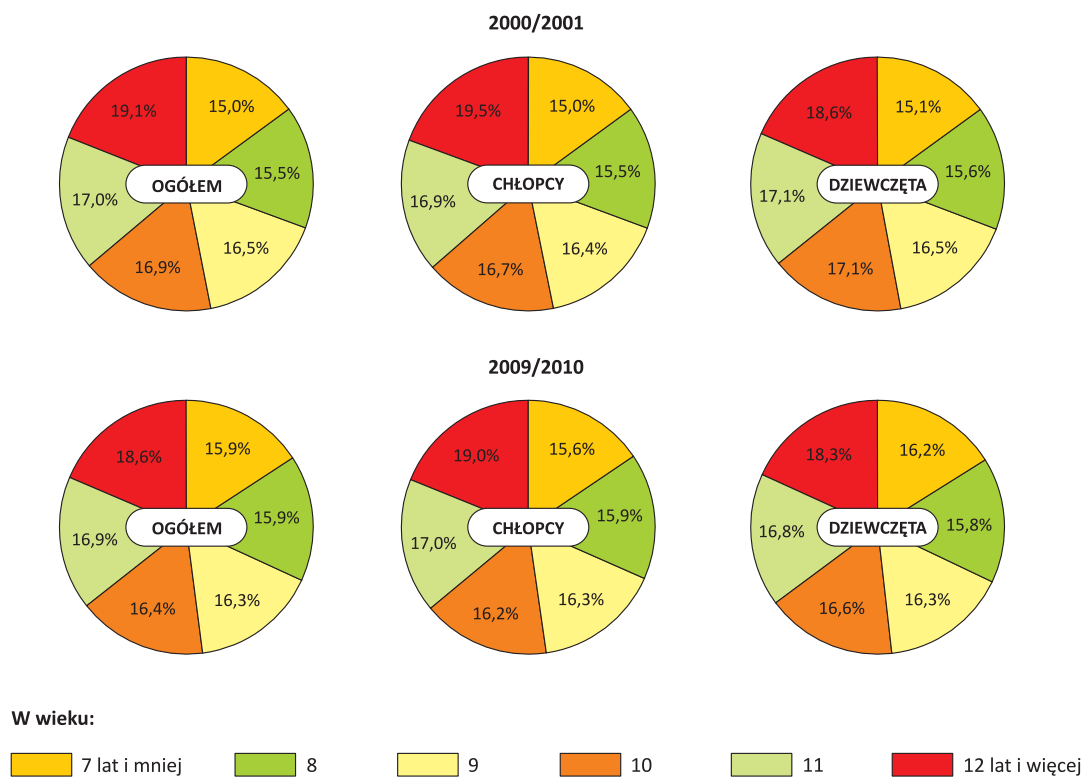 2000/2001
19,1% 15,0% 15,5% 16,5% 16,9% 17,0% OGÓŁEM
19,5% 15,0% 15,5% 16,4% 16,7% 16,9% CHŁOPCY
18,6% 15,1% 15,6% 16,5% 17,1% 17,1% DZIEWCZĘTA
2009/2010
18,6% 15,9% 15,9% 16,3% 16,4% 16,9% OGÓŁEM
19,0% 15,6% 15,9% 16,3% 16,2% 17,0% CHŁOPCY
18,3% 16,2% 15,8% 16,3% 16,6% 16,8% DZIEWCZĘTA
W wieku:
7 lat i mniej 8 9 10 11 12 lat i więcej